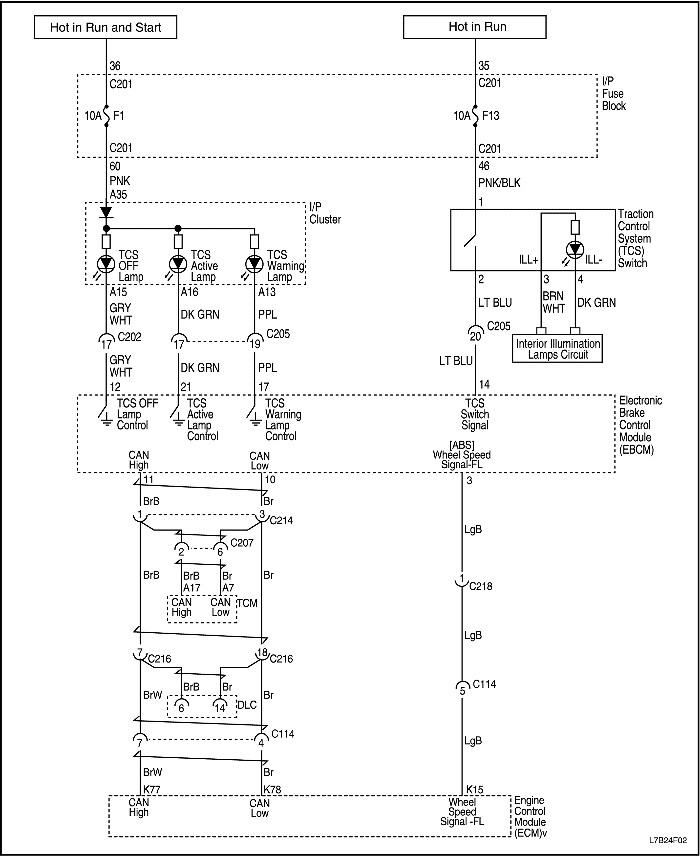 Hot in Run and Start
Hot in Run
36
35
C201
C201
I/P
Fuse
Block
10A F1
10A F13
C201
C201
60
46
PNK
PNK/BLK
A35
1
I/P
Cluster
Traction
Control
System
(TCS)
Switch
TCS
OFF
Lamp
TCS
Active
Lamp
TCS
Warning
Lamp
ILL+
ILL-
A15
A16
A13
2
3
4
GRY
WHT
DK GRN
PPL
LT BLU
BRN
WHT
DK GRN
C202
C205
C205
17
17
19
20
Interior Illumination
Lamps Circuit
GRY
WHT
DK GRN
PPL
LT BLU
12
21
17
14
TCS OFF
Lamp
Control
TCS
Active
Lamp
Control
TCS
Warning
Lamp
Control
TCS
Switch
Signal
Electronic
Brake
Control
Module
(EBCM)
CAN
High
CAN
Low
[ABS]
Wheel Speed
Signal-FL
11
10
3
BrB
Br
1
3
C214
LgB
C207
2
6
BrB
BrB
Br
Br
A17
A7
1
C218
CAN
High
CAN
Low
TCM
LgB
7
C216
18
C216
BrB
Br
C114
5
BrW
Br
6
14
DLC
C114
7
4
LgB
BrW
Br
K77
K78
K15
CAN
High
CAN
Low
Wheel
Speed
Signal -FL
Engine
Control
Module
(ECM)v
L7B24F02